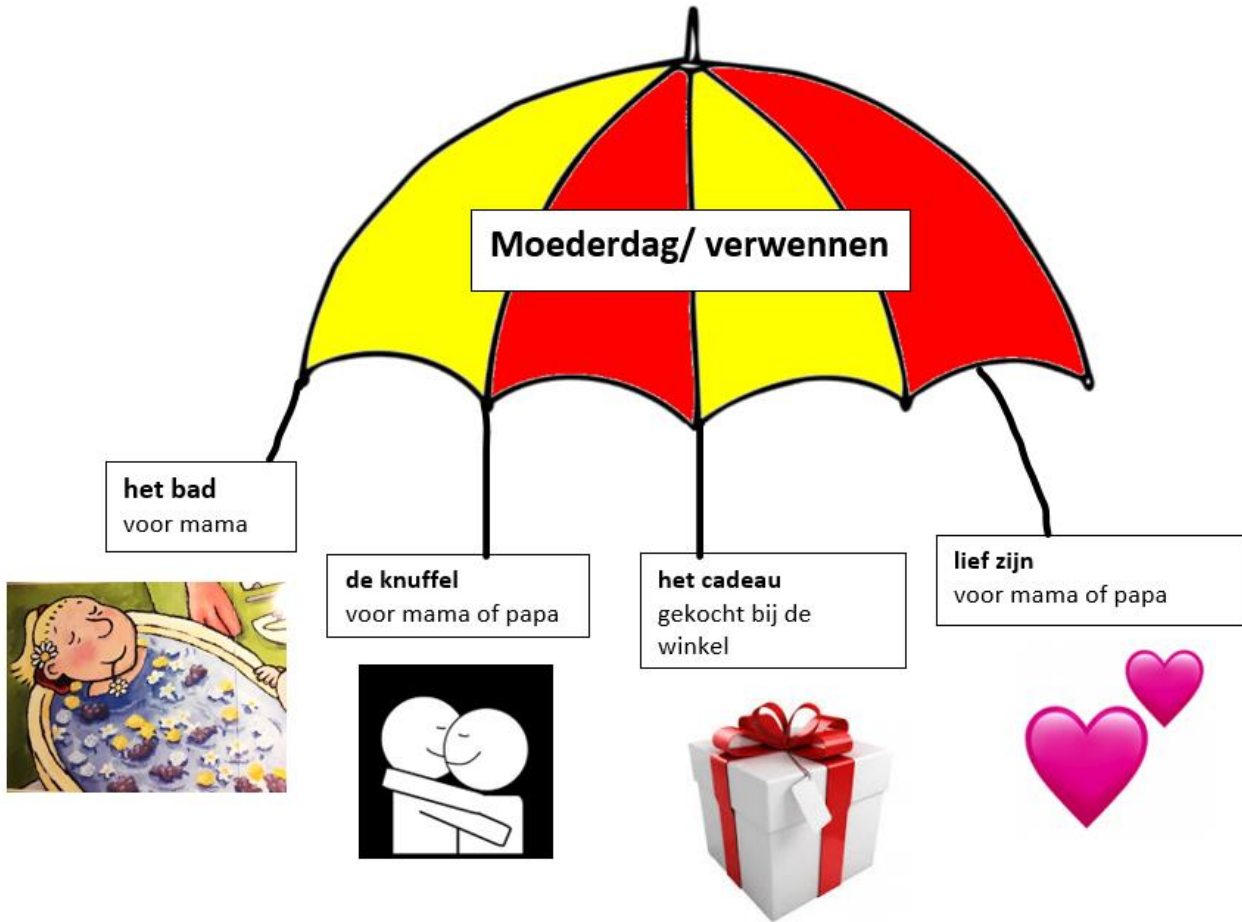 Moederdag/ verwennen
het bad
voor mama
de knuffel
voor mama of papa
het cadeau
gekocht bij de
winkel
lief zijn
voor mama of papa